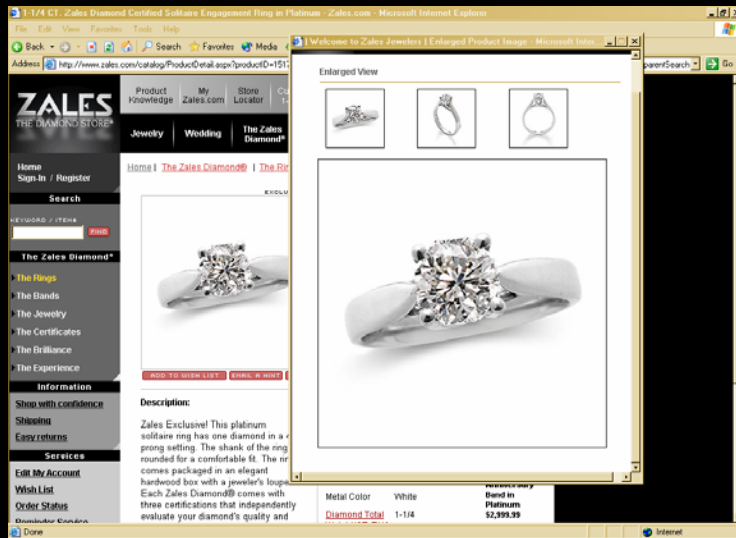 1-1/4 CT. Zales Diamond Certified Solitaire Engagement Ring in Platinum - Zales.com - Microsoft Internet Explorer
File Edit View Favorites Tools Help
Back Search Favorites Media
Address http://www.zales.com/catalog/ProductDetail.aspx?productID=151 parentSearch Go
ZALES
THE DIAMOND STORE®
Product Knowledge
My Zales.com
Store Locator
Jewelry
Wedding
The Zales Diamond®
Home
Sign-In / Register
Search
KEYWORD / ITEM#
FIND
The Zales Diamond®
The Rings
The Bands
The Jewelry
The Certificates
The Brilliance
The Experience
Information
Shop with confidence
Shipping
Easy returns
Services
Edit My Account
Wish List
Order Status
Reminder Service
Home | The Zales Diamond® | The Rin
EXCLU
ADD TO WISH LIST
EMAIL A HINT
Description:
Zales Exclusive! This platinum
solitaire ring has one diamond in a 4
prong setting. The shank of the ring
rounded for a comfortable fit. The rin
comes packaged in an elegant
hardwood box with a jeweler's loupe
Each Zales Diamond® comes with
three certifications that independently
evaluate your diamond's quality and
Welcome to Zales Jewelers | Enlarged Product Image - Microsoft Inter...
Enlarged View
Metal Color White
Diamond Total 1-1/4
Anniversary
Band in
Platinum
$2,999.99
Done
Internet